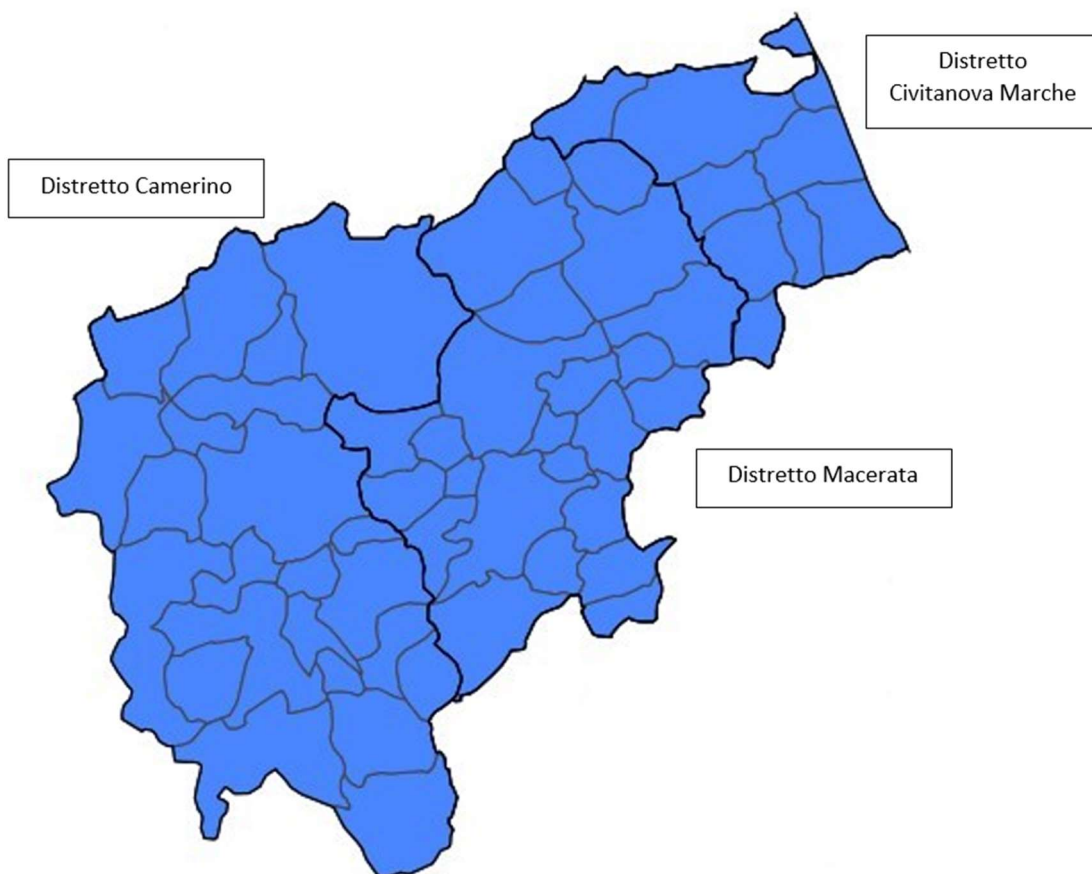 Distretto
Civitanova Marche
Distretto Camerino
Distretto Macerata